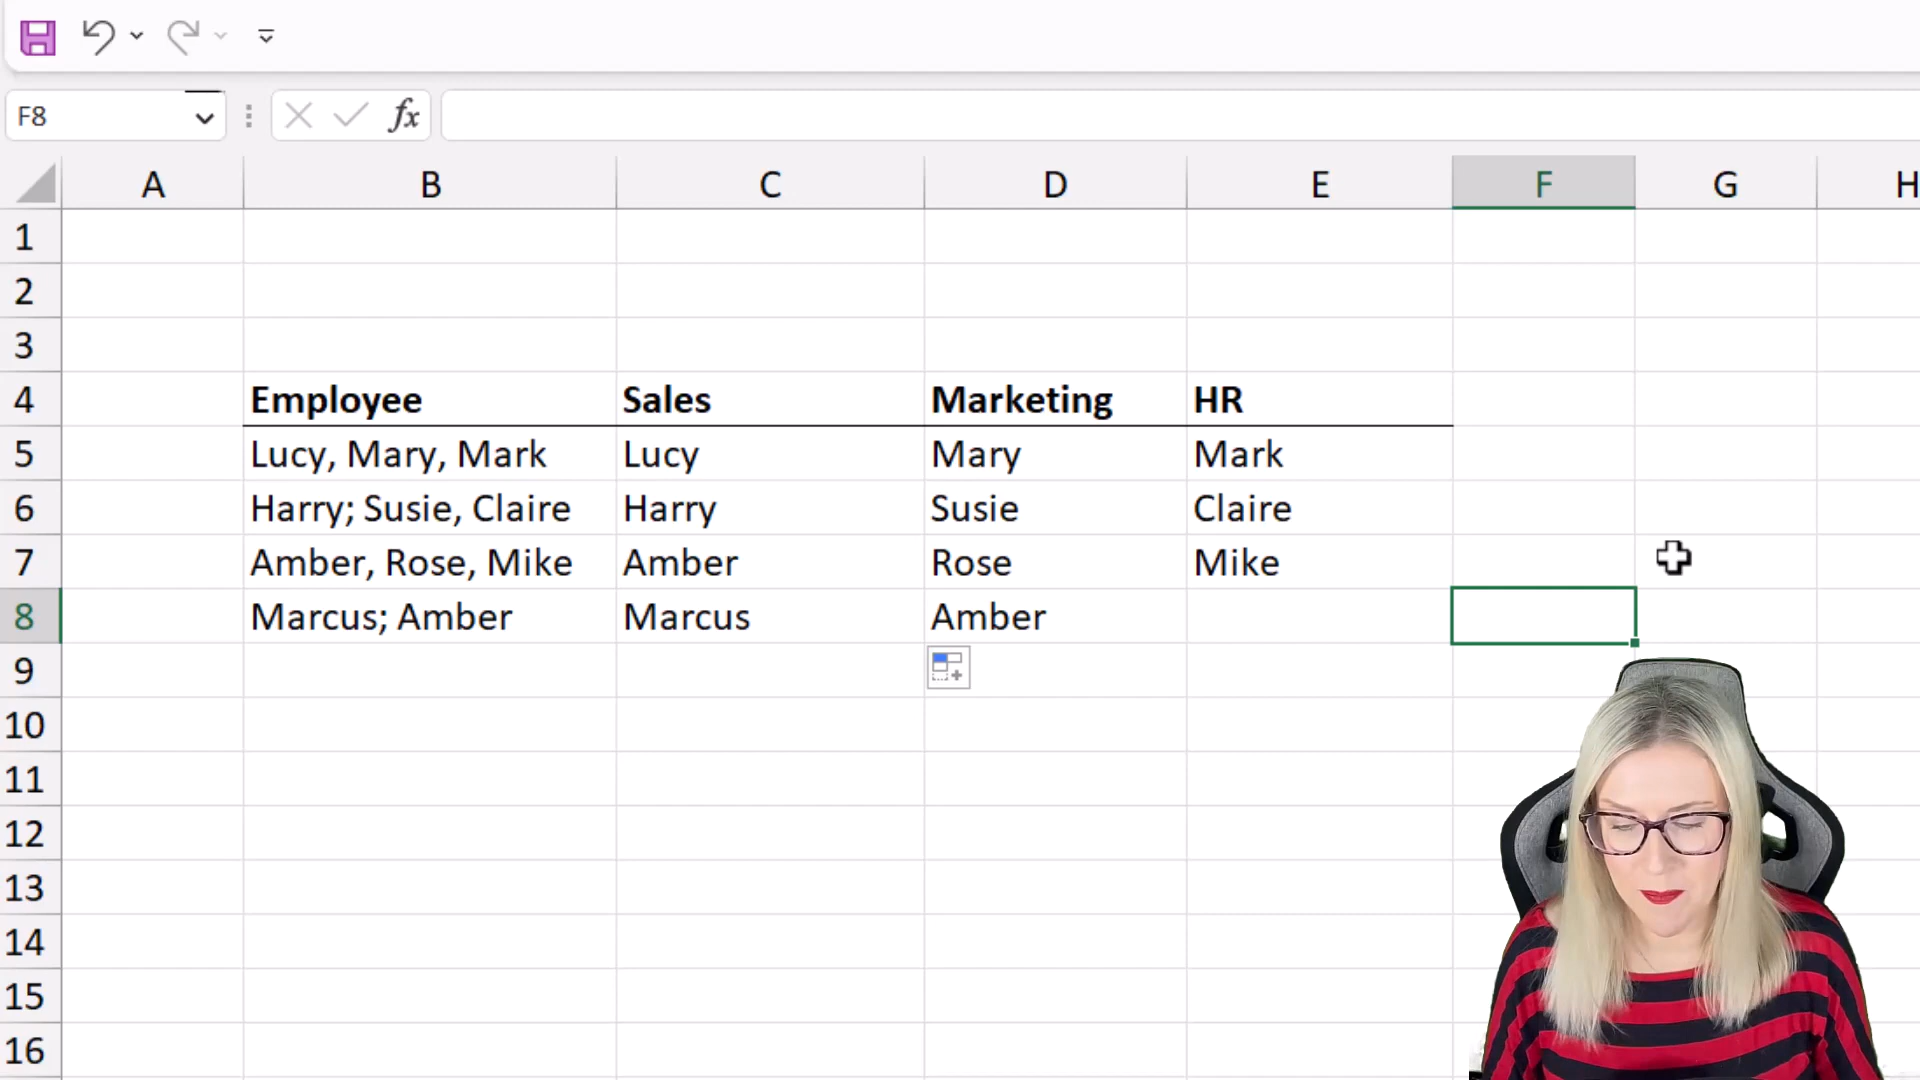 F8
fx
A B C D E F G H
1
2
3
4 Employee Sales Marketing HR
5 Lucy, Mary, Mark Lucy Mary Mark
6 Harry; Susie, Claire Harry Susie Claire
7 Amber, Rose, Mike Amber Rose Mike
8 Marcus; Amber Marcus Amber
9
10
11
12
13
14
15
16